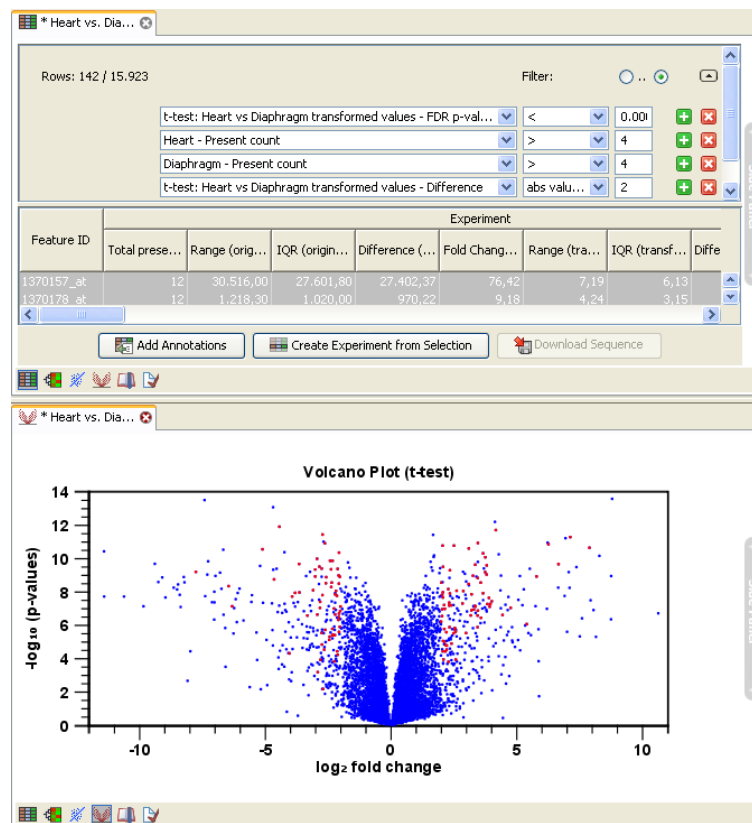 * Heart vs. Dia...
Rows: 142 / 15.923 Filter: ..
t-test: Heart vs Diaphragm transformed values - FDR p-val... < 0.00
Heart - Present count > 4
Diaphragm - Present count > 4
t-test: Heart vs Diaphragm transformed values - Difference abs valu... 2
Experiment
Feature ID Total prese... Range (orig... IQR (origin... Difference (... Fold Chang... Range (tra... IQR (transf... Diffe
1370157_at 12 30.516,00 27.601,80 27.402,37 76,42 7,19 6,13
1370178_at 12 1.218,30 1.020,00 970,22 9,18 4,24 3,15
Add Annotations Create Experiment from Selection Download Sequence
* Heart vs. Dia...
Volcano Plot (t-test)
14
12
10
8
6
4
2
0
-log₁₀ (p-values)
-10 -5 0 5 10
log₂ fold change